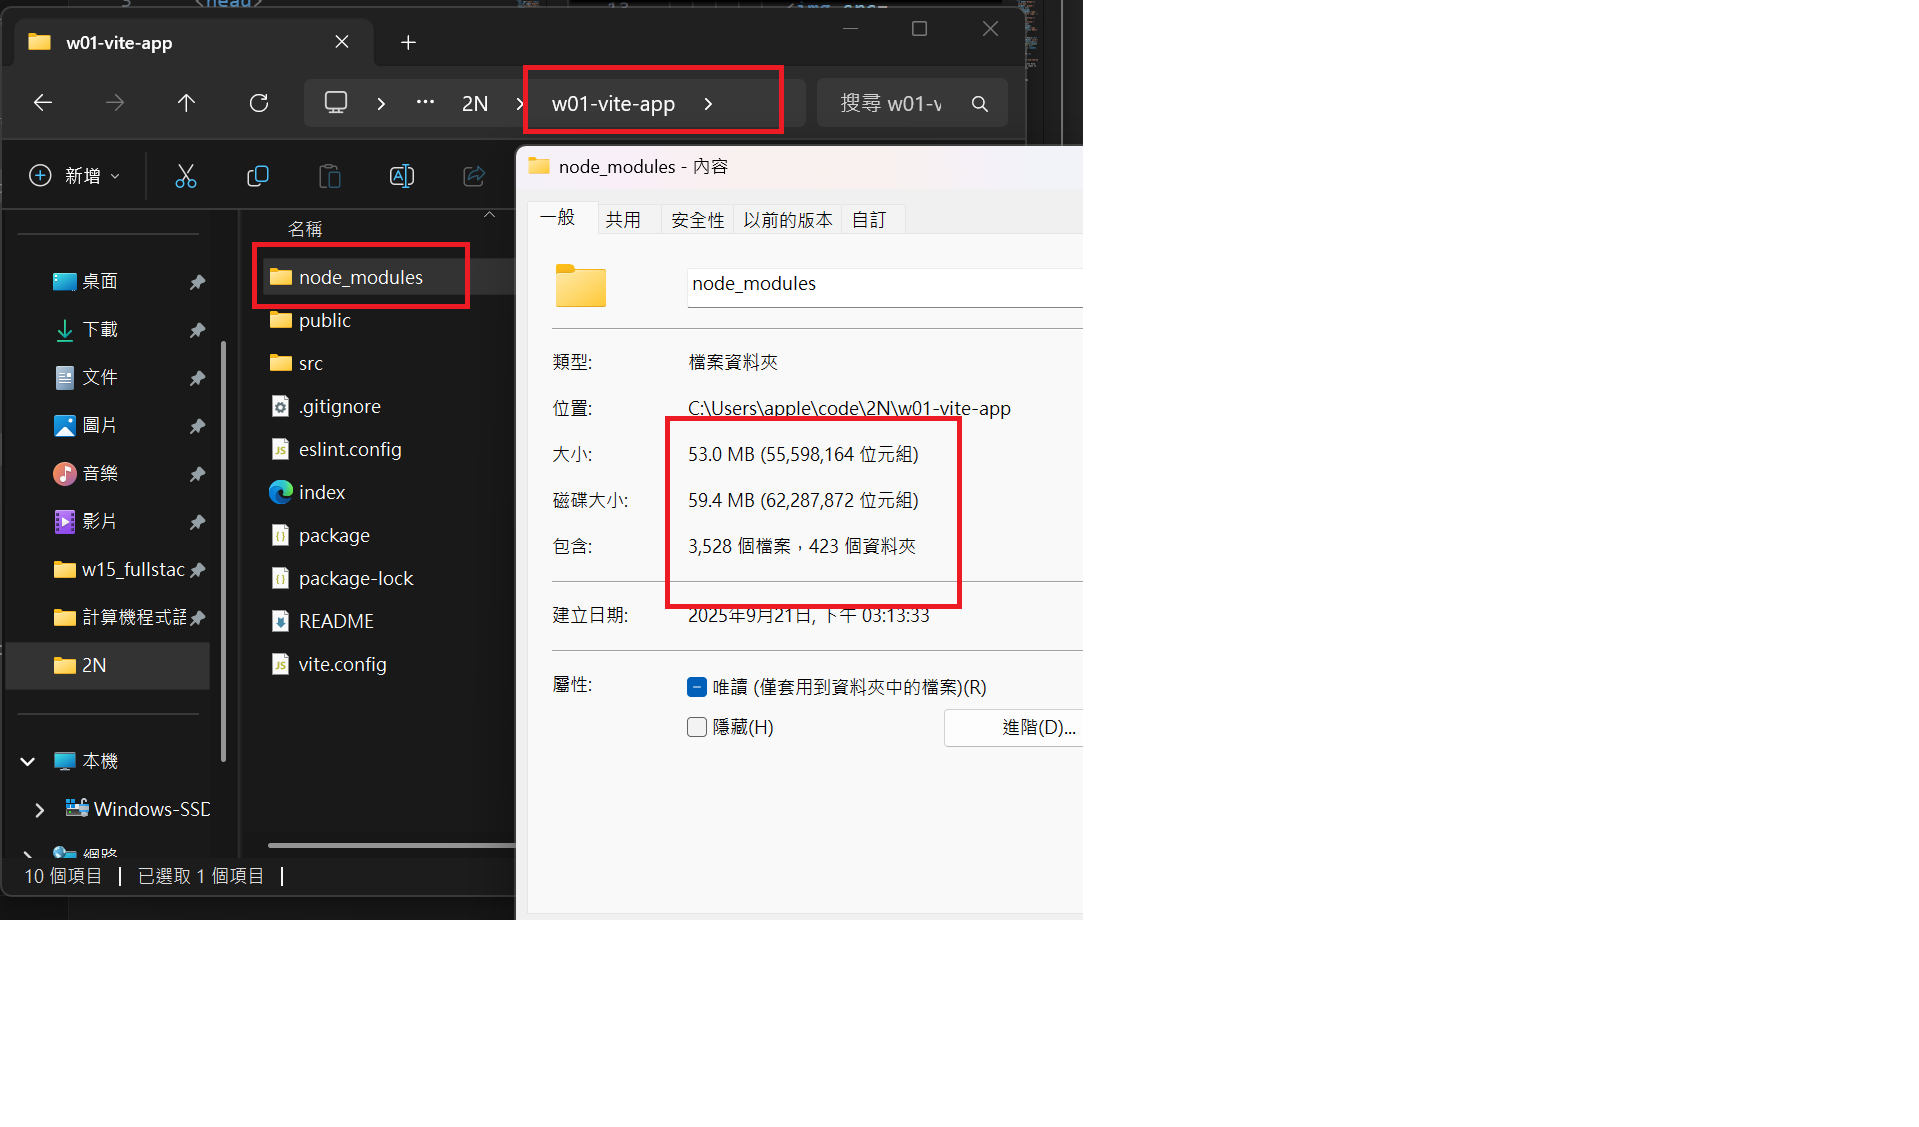 w01-vite-app
2N
w01-vite-app
搜尋 w01-v
新增
名稱
桌面
下載
文件
圖片
音樂
影片
w15_fullstac
計算機程式語
2N
本機
Windows-SSD
網路
node_modules
public
src
.gitignore
eslint.config
index
package
package-lock
README
vite.config
10 個項目
已選取 1 個項目
node_modules - 內容
一般
共用
安全性
以前的版本
自訂
node_modules
類型:
檔案資料夾
位置:
C:\Users\apple\code\2N\w01-vite-app
大小:
53.0 MB (55,598,164 位元組)
磁碟大小:
59.4 MB (62,287,872 位元組)
包含:
3,528 個檔案，423 個資料夾
建立日期:
2025年9月21日, 下午 03:13:33
屬性:
唯讀 (僅套用到資料夾中的檔案)(R)
隱藏(H)
進階(D)...